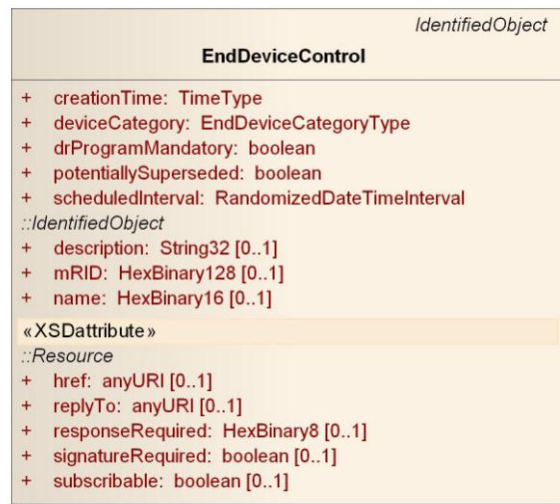 IdentifiedObject
EndDeviceControl
+ creationTime: TimeType
+ deviceCategory: EndDeviceCategoryType
+ drProgramMandatory: boolean
+ potentiallySuperseded: boolean
+ scheduledInterval: RandomizedDateTimeInterval
::IdentifiedObject
+ description: String32 [0..1]
+ mRID: HexBinary128 [0..1]
+ name: HexBinary16 [0..1]
«XSDattribute»
::Resource
+ href: anyURI [0..1]
+ replyTo: anyURI [0..1]
+ responseRequired: HexBinary8 [0..1]
+ signatureRequired: boolean [0..1]
+ subscribable: boolean [0..1]